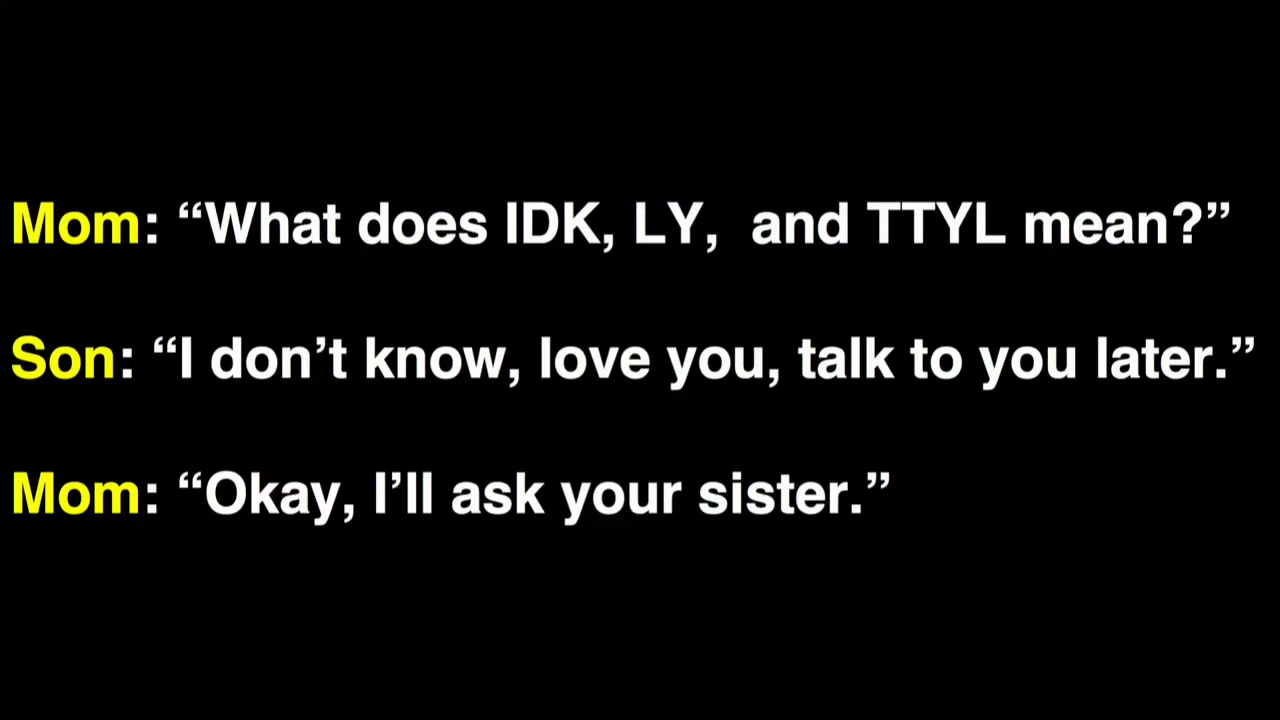 Mom: “What does IDK, LY,  and TTYL mean?”
Son: “I don’t know, love you, talk to you later.”
Mom: “Okay, I’ll ask your sister.”